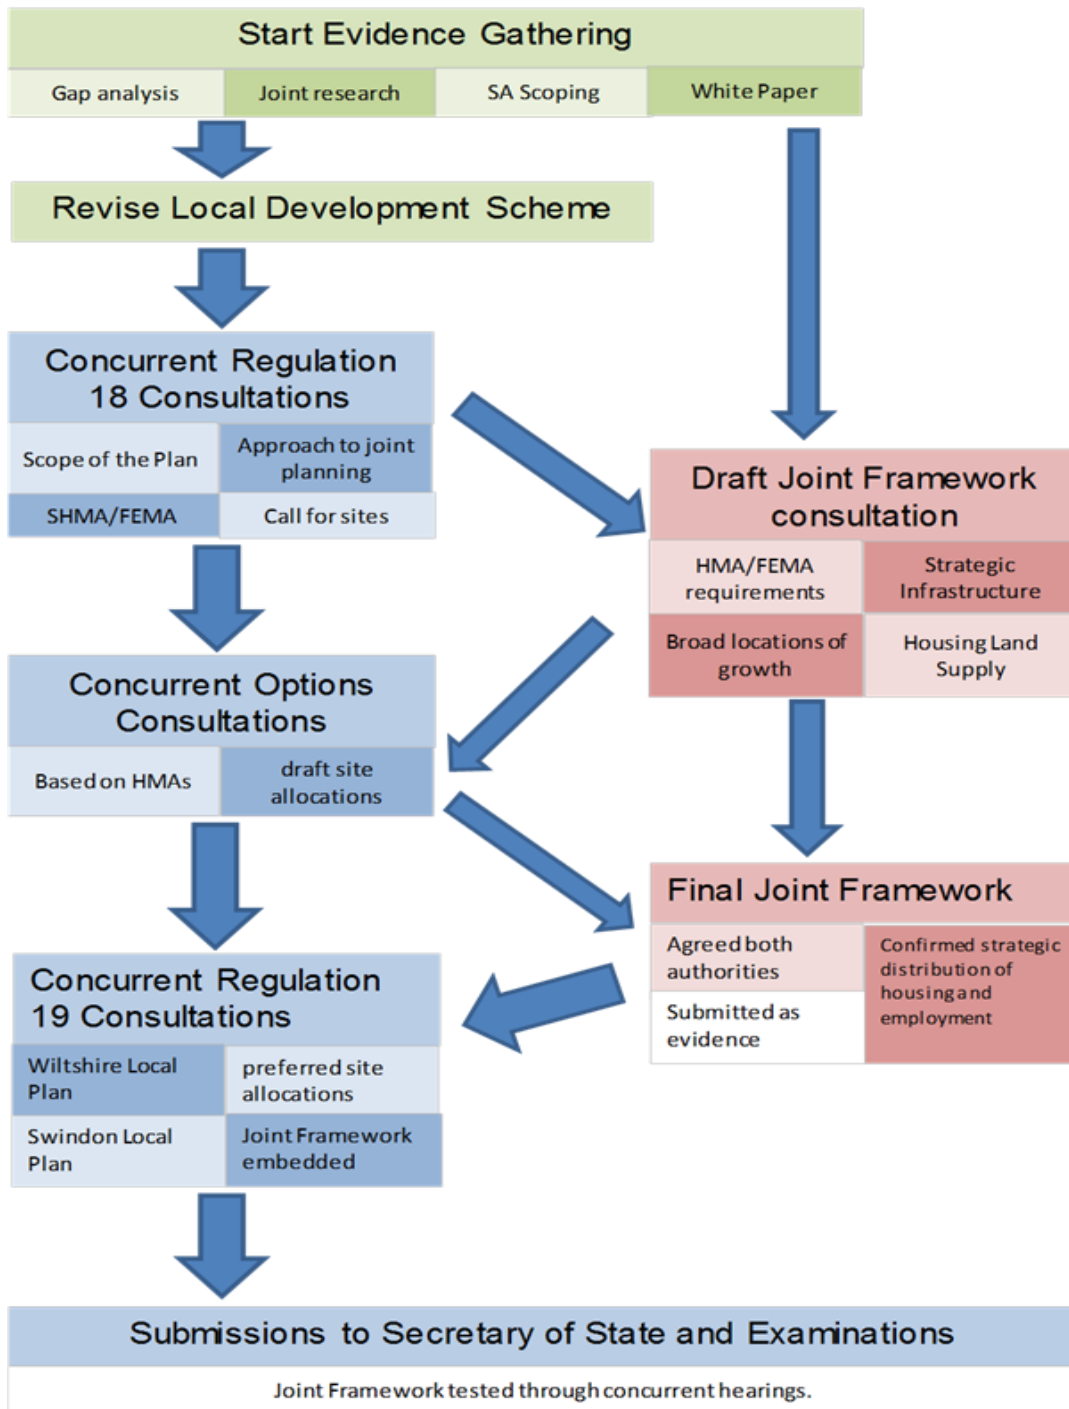 Start Evidence Gathering
Gap analysis
Joint research
SA Scoping
White Paper
Revise Local Development Scheme
Concurrent Regulation
18 Consultations
Scope of the Plan
Approach to joint
planning
SHMA/FEMA
Call for sites
Draft Joint Framework
consultation
HMA/FEMA
requirements
Strategic
Infrastructure
Broad locations of
growth
Housing Land
Supply
Concurrent Options
Consultations
Based on HMAs
draft site
allocations
Final Joint Framework
Agreed both
authorities
Confirmed strategic
distribution of
housing and
employment
Submitted as
evidence
Concurrent Regulation
19 Consultations
Wiltshire Local
Plan
preferred site
allocations
Swindon Local
Plan
Joint Framework
embedded
Submissions to Secretary of State and Examinations
Joint Framework tested through concurrent hearings.